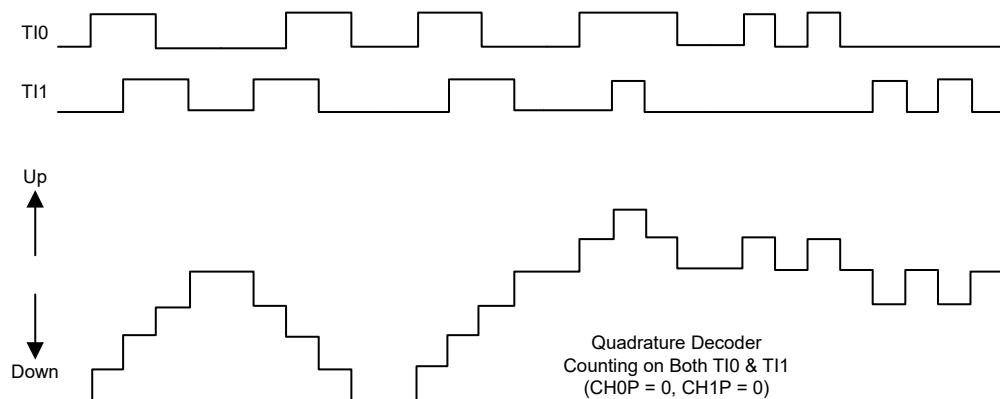 TI0
TI1
Up
Down
Quadrature Decoder
Counting on Both TI0 & TI1
(CH0P = 0, CH1P = 0)